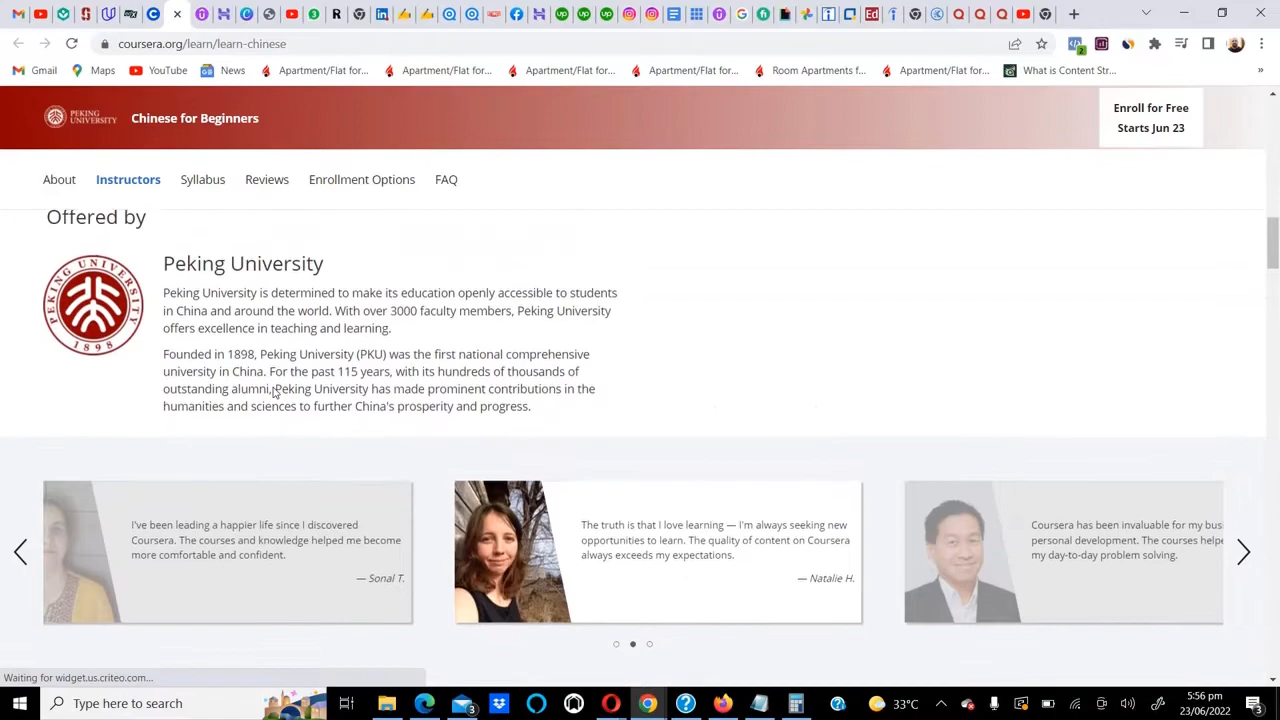 coursera.org/learn/learn-chinese
Gmail
Maps
YouTube
News
Apartment/Flat for...
Apartment/Flat for...
Apartment/Flat for...
Apartment/Flat for...
Room Apartments f...
Apartment/Flat for...
What is Content Str...
»
PEKING UNIVERSITY
Chinese for Beginners
Enroll for Free
Starts Jun 23
About
Instructors
Syllabus
Reviews
Enrollment Options
FAQ
Offered by
PEKING UNIVERSITY
1898
Peking University
Peking University is determined to make its education openly accessible to students
in China and around the world. With over 3000 faculty members, Peking University
offers excellence in teaching and learning.
Founded in 1898, Peking University (PKU) was the first national comprehensive
university in China. For the past 115 years, with its hundreds of thousands of
outstanding alumni, Peking University has made prominent contributions in the
humanities and sciences to further China's prosperity and progress.
I've been leading a happier life since I discovered
Coursera. The courses and knowledge helped me become
more comfortable and confident.
— Sonal T.
The truth is that I love learning — I'm always seeking new
opportunities to learn. The quality of content on Coursera
always exceeds my expectations.
— Natalie H.
Coursera has been invaluable for my bus
personal development. The courses helpe
my day-to-day problem solving.
Waiting for widget.us.criteo.com...
Type here to search
3
33°C
5:56 pm
23/06/2022
3